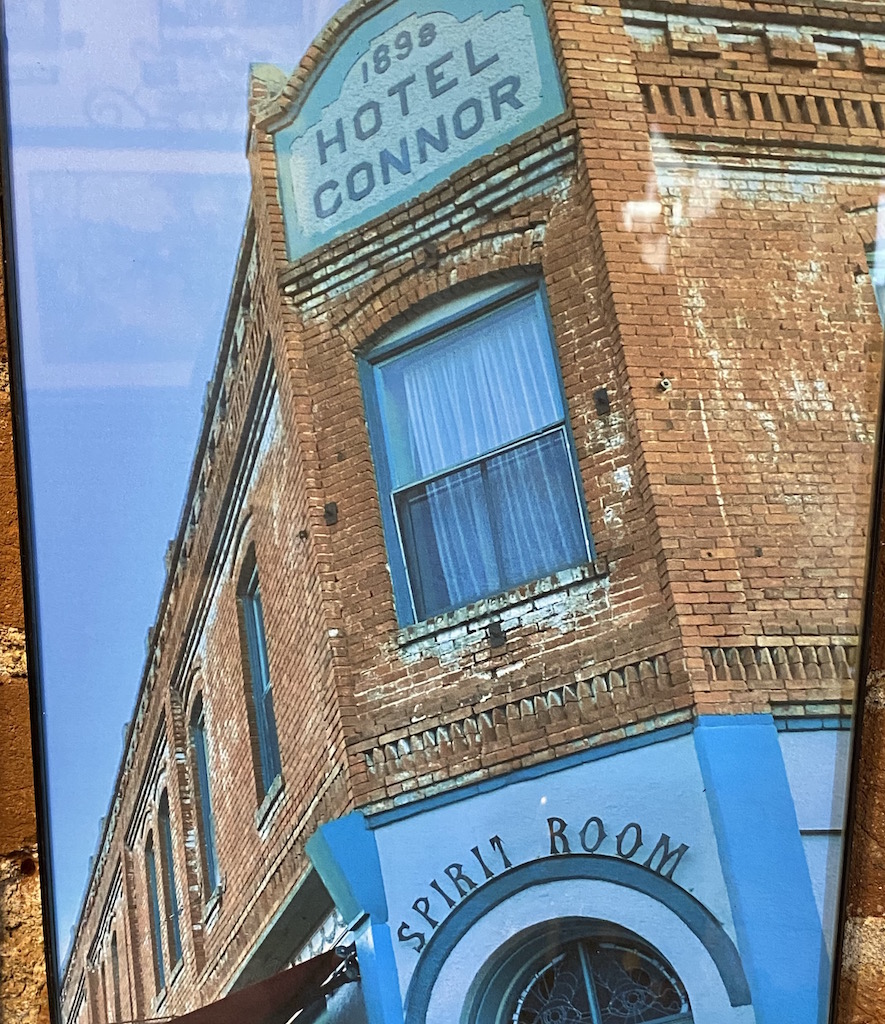 1898
HOTEL
CONNOR
SPIRIT ROOM